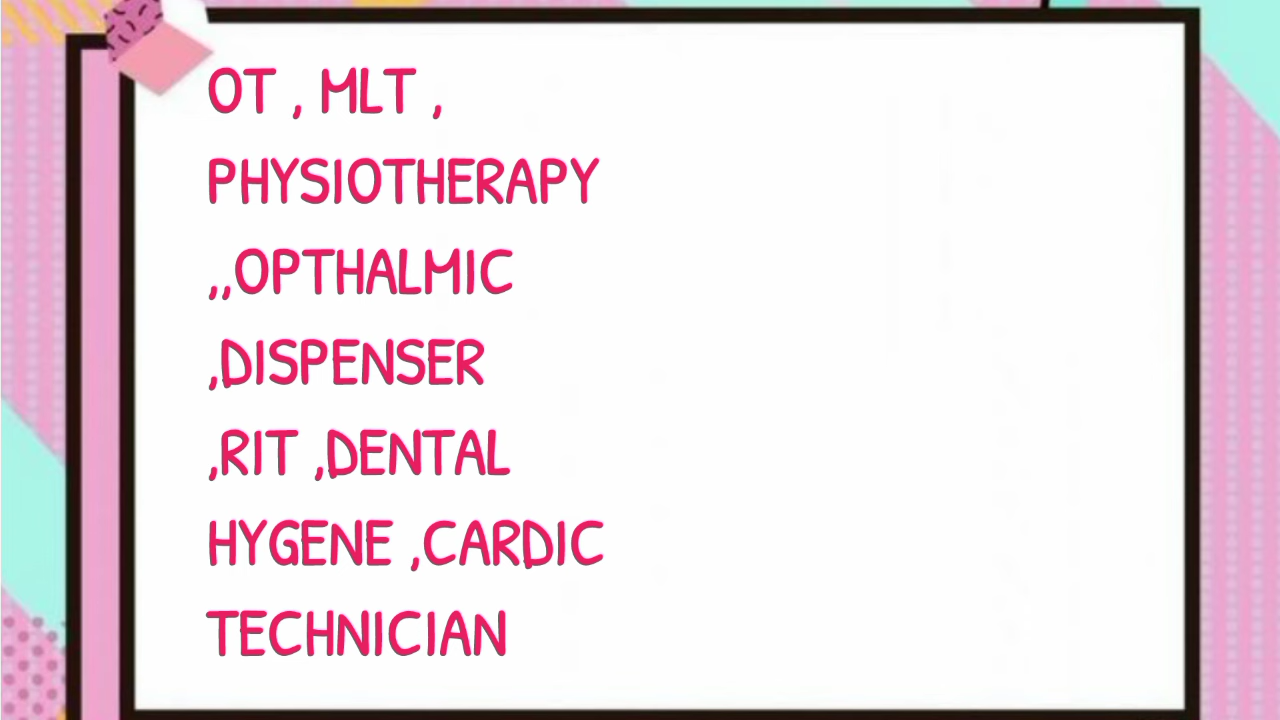 OT , MLT ,
PHYSIOTHERAPY
,,OPTHALMIC
,DISPENSER
,RIT ,DENTAL
HYGENE ,CARDIC
TECHNICIAN